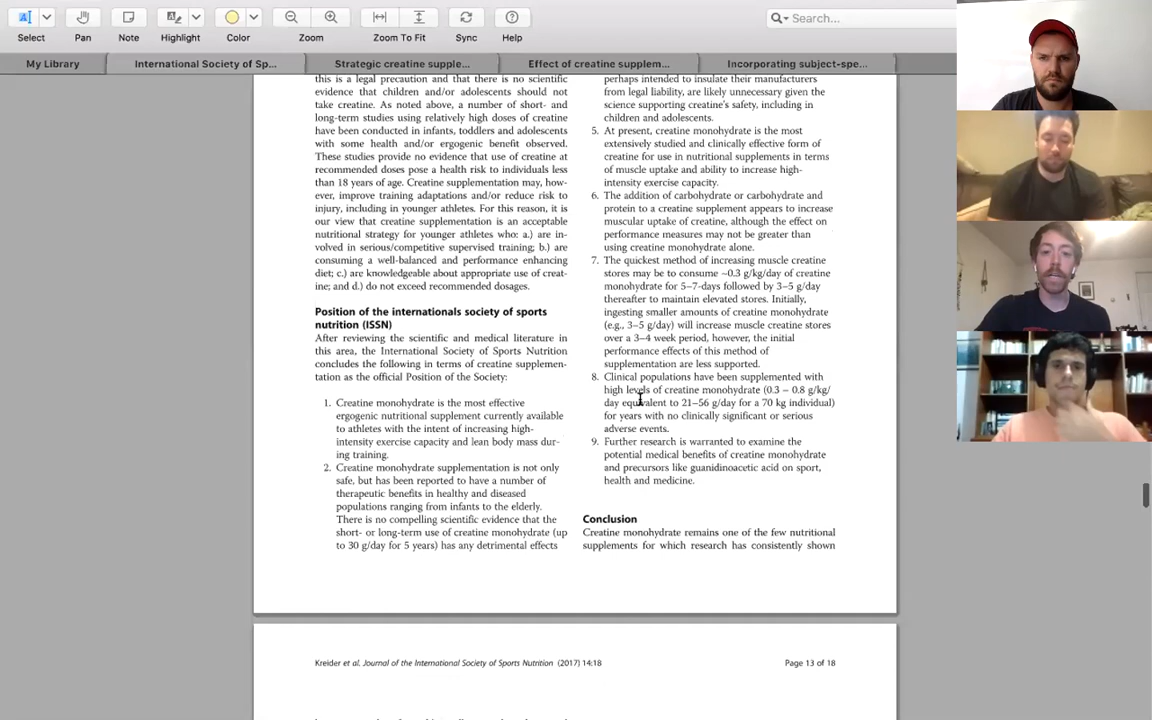 Select
Pan
Note
Highlight
Color
Zoom
Zoom To Fit
Sync
Help
Search...
My Library
International Society of Sp...
Strategic creatine supple...
Effect of creatine supplem...
Incorporating subject-spe...
this is a legal precaution and that there is no scientific
evidence that children and/or adolescents should not
take creatine. As noted above, a number of short- and
long-term studies using relatively high doses of creatine
have been conducted in infants, toddlers and adolescents
with some health and/or ergogenic benefit observed.
These studies provide no evidence that use of creatine at
recommended doses pose a health risk to individuals less
than 18 years of age. Creatine supplementation may, how-
ever, improve training adaptations and/or reduce risk to
injury, including in younger athletes. For this reason, it is
our view that creatine supplementation is an acceptable
nutritional strategy for younger athletes who: a.) are in-
volved in serious/competitive supervised training; b.) are
consuming a well-balanced and performance enhancing
diet; c.) are knowledgeable about appropriate use of creat-
ine; and d.) do not exceed recommended dosages.
Position of the internationals society of sports
nutrition (ISSN)
After reviewing the scientific and medical literature in
this area, the International Society of Sports Nutrition
concludes the following in terms of creatine supplemen-
tation as the official Position of the Society:
1. Creatine monohydrate is the most effective
ergogenic nutritional supplement currently available
to athletes with the intent of increasing high-
intensity exercise capacity and lean body mass dur-
ing training.
2. Creatine monohydrate supplementation is not only
safe, but has been reported to have a number of
therapeutic benefits in healthy and diseased
populations ranging from infants to the elderly.
There is no compelling scientific evidence that the
short- or long-term use of creatine monohydrate (up
to 30 g/day for 5 years) has any detrimental effects
perhaps intended to insulate their manufacturers
from legal liability, are likely unnecessary given the
science supporting creatine's safety, including in
children and adolescents.
5. At present, creatine monohydrate is the most
extensively studied and clinically effective form of
creatine for use in nutritional supplements in terms
of muscle uptake and ability to increase high-
intensity exercise capacity.
6. The addition of carbohydrate or carbohydrate and
protein to a creatine supplement appears to increase
muscular uptake of creatine, although the effect on
performance measures may not be greater than
using creatine monohydrate alone.
7. The quickest method of increasing muscle creatine
stores may be to consume ~0.3 g/kg/day of creatine
monohydrate for 5–7-days followed by 3–5 g/day
thereafter to maintain elevated stores. Initially,
ingesting smaller amounts of creatine monohydrate
(e.g., 3–5 g/day) will increase muscle creatine stores
over a 3–4 week period, however, the initial
performance effects of this method of
supplementation are less supported.
8. Clinical populations have been supplemented with
high levels of creatine monohydrate (0.3 – 0.8 g/kg/
day equivalent to 21–56 g/day for a 70 kg individual)
for years with no clinically significant or serious
adverse events.
9. Further research is warranted to examine the
potential medical benefits of creatine monohydrate
and precursors like guanidinoacetic acid on sport,
health and medicine.
Conclusion
Creatine monohydrate remains one of the few nutritional
supplements for which research has consistently shown
Kreider et al. Journal of the International Society of Sports Nutrition (2017) 14:18
Page 13 of 18